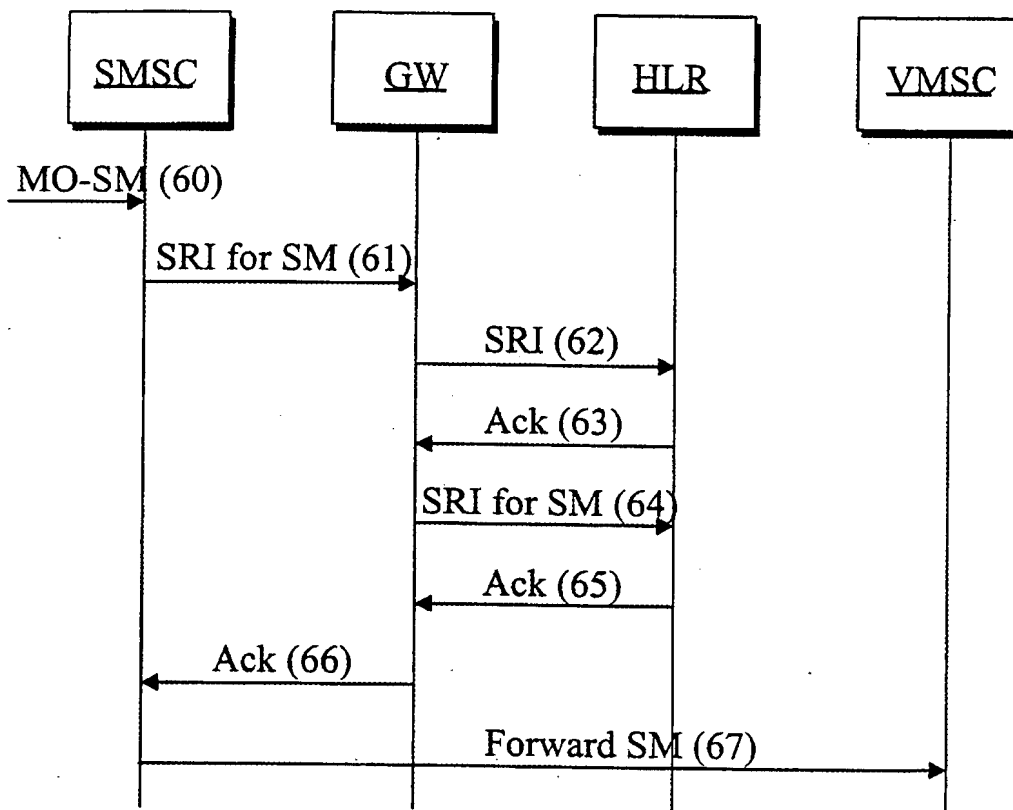 SMSC GW HLR VMSC
MO-SM (60)
SRI for SM (61)
SRI (62)
Ack (63)
SRI for SM (64)
Ack (65)
Ack (66)
Forward SM (67)